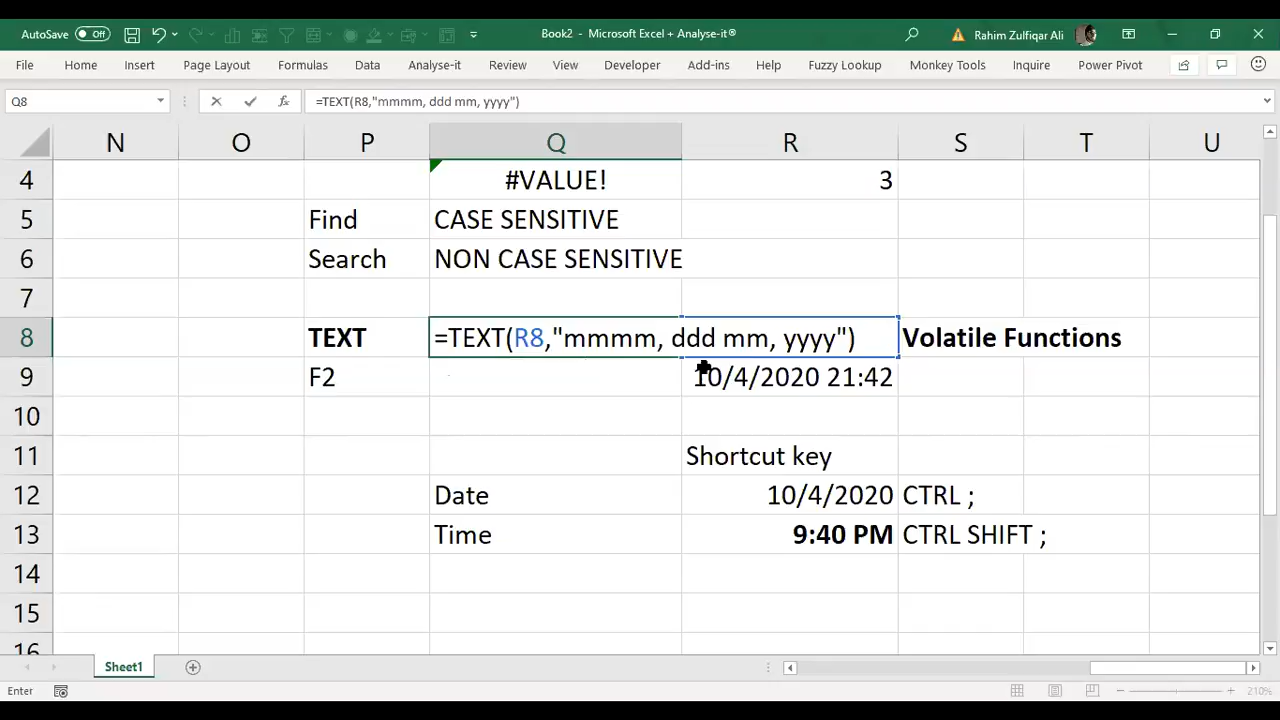 AutoSave Off Book2 - Microsoft Excel + Analyse-it® Rahim Zulfiqar Ali
File Home Insert Page Layout Formulas Data Analyse-it Review View Developer Add-ins Help Fuzzy Lookup Monkey Tools Inquire Power Pivot
Q8 fx =TEXT(R8,"mmmm, ddd mm, yyyy")
N O P Q R S T U
4 #VALUE! 3
5 Find CASE SENSITIVE
6 Search NON CASE SENSITIVE
7
8 TEXT =TEXT(R8,"mmmm, ddd mm, yyyy") Volatile Functions
9 F2 10/4/2020 21:42
10
11 Shortcut key
12 Date 10/4/2020 CTRL ;
13 Time 9:40 PM CTRL SHIFT ;
14
15
16
Sheet1
Enter 210%